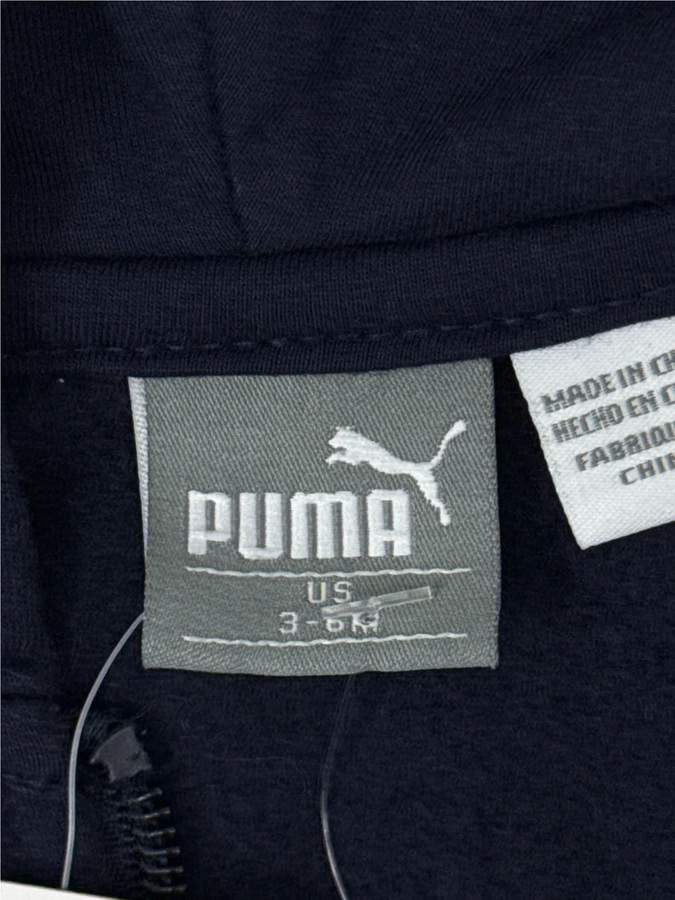 PUMA
US
3-6M
MADE IN CH
HECHO EN C
FABRIQU
CHIN